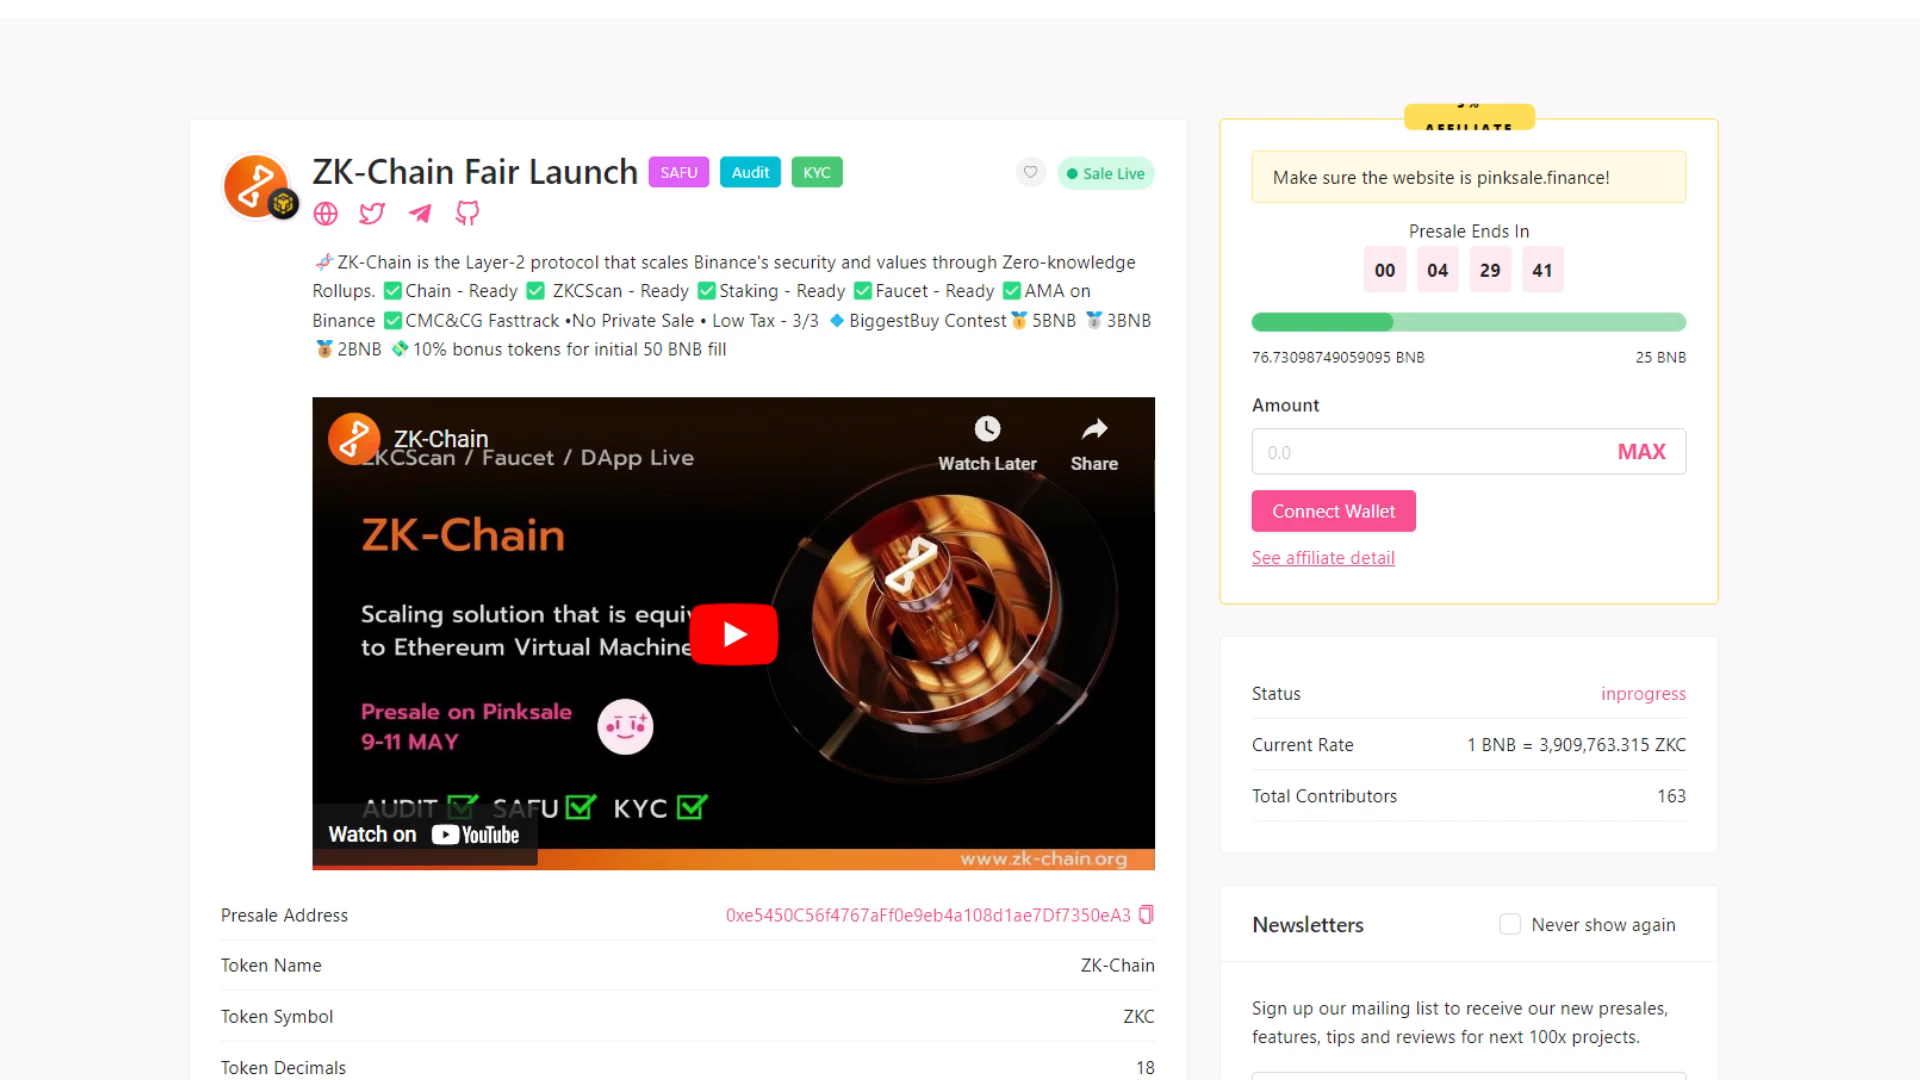 ZK-Chain Fair Launch
SAFU
Audit
KYC
Sale Live
ZK-Chain is the Layer-2 protocol that scales Binance's security and values through Zero-knowledge
Rollups. ✅Chain - Ready ✅ ZKCScan - Ready ✅Staking - Ready ✅Faucet - Ready ✅AMA on
Binance ✅CMC&CG Fasttrack •No Private Sale • Low Tax - 3/3 🔹BiggestBuy Contest🥇5BNB 🥈3BNB
🥉2BNB 💸10% bonus tokens for initial 50 BNB fill
ZK-Chain
ZKCScan / Faucet / DApp Live
Watch Later
Share
ZK-Chain
Scaling solution that is equiv
to Ethereum Virtual Machine
Presale on Pinksale
9-11 MAY
AUDIT SAFU KYC
Watch on YouTube
www.zk-chain.org
Presale Address
0xe5450C56f4767aFf0e9eb4a108d1ae7Df7350eA3
Token Name
ZK-Chain
Token Symbol
ZKC
Token Decimals
18
AFFILIATE
Make sure the website is pinksale.finance!
Presale Ends In
00 04 29 41
76.73098749059095 BNB
25 BNB
Amount
0.0
MAX
Connect Wallet
See affiliate detail
Status
inprogress
Current Rate
1 BNB = 3,909,763.315 ZKC
Total Contributors
163
Newsletters
Never show again
Sign up our mailing list to receive our new presales,
features, tips and reviews for next 100x projects.